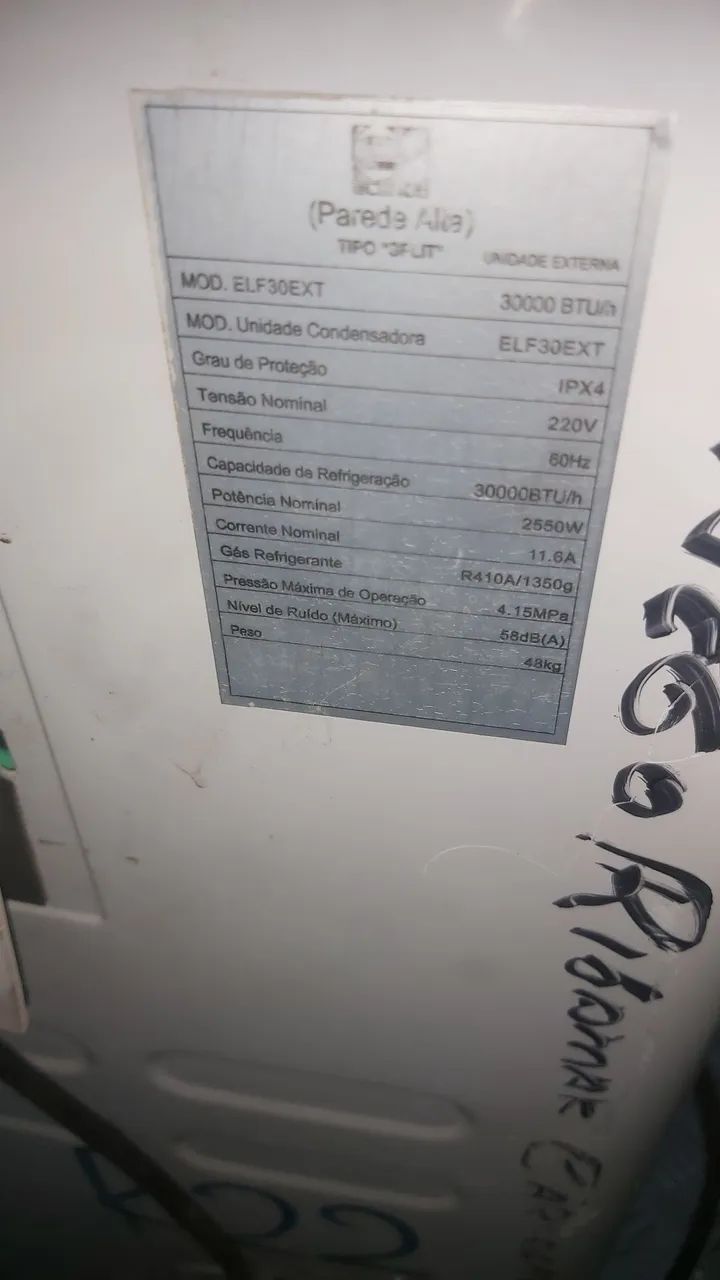 (Parede Alta)
TIPO "SPLIT" UNIDADE EXTERNA
MOD. ELF30EXT 30000 BTU/h
MOD. Unidade Condensadora ELF30EXT
Grau de Proteção IPX4
Tensão Nominal 220V
Frequência 60Hz
Capacidade de Refrigeração 30000BTU/h
Potência Nominal 2550W
Corrente Nominal 11.6A
Gás Refrigerante R410A/1350g
Pressão Máxima de Operação 4.15MPa
Nível de Ruído (Máximo) 58dB(A)
Peso 48kg